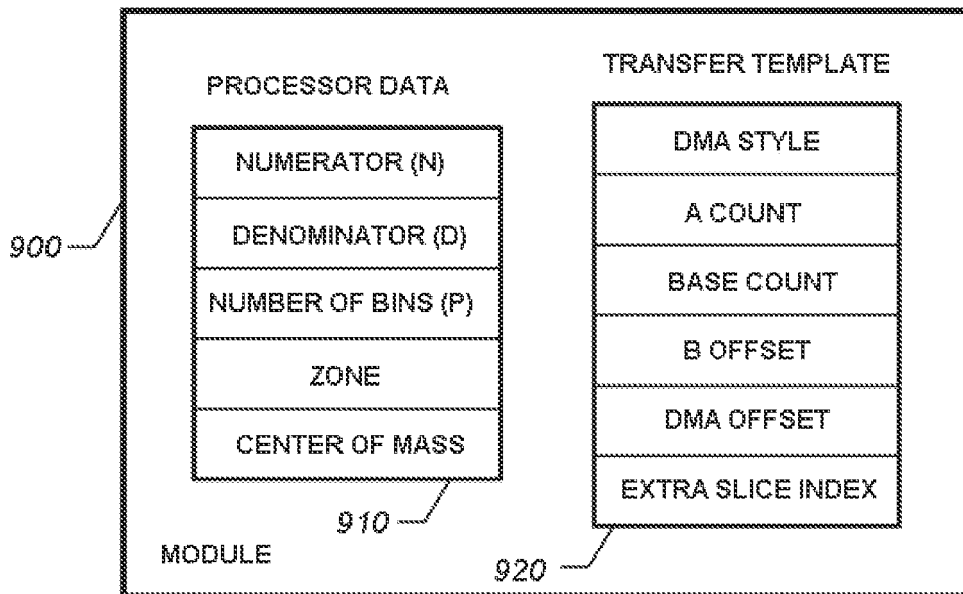 PROCESSOR DATA
NUMERATOR (N)
DENOMINATOR (D)
NUMBER OF BINS (P)
ZONE
CENTER OF MASS
910
TRANSFER TEMPLATE
DMA STYLE
A COUNT
BASE COUNT
B OFFSET
DMA OFFSET
EXTRA SLICE INDEX
920
900
MODULE